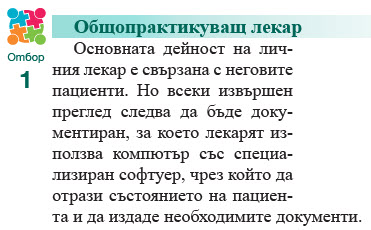 Отбор
1
Общопрактикуващ лекар
Основната дейност на лич-
ния лекар е свързана с неговите
пациенти. Но всеки извършен
преглед следва да бъде доку-
ментиран, за което лекарят из-
ползва компютър със специа-
лизиран софтуер, чрез който да
отрази състоянието на пациен-
та и да издаде необходимите документи.